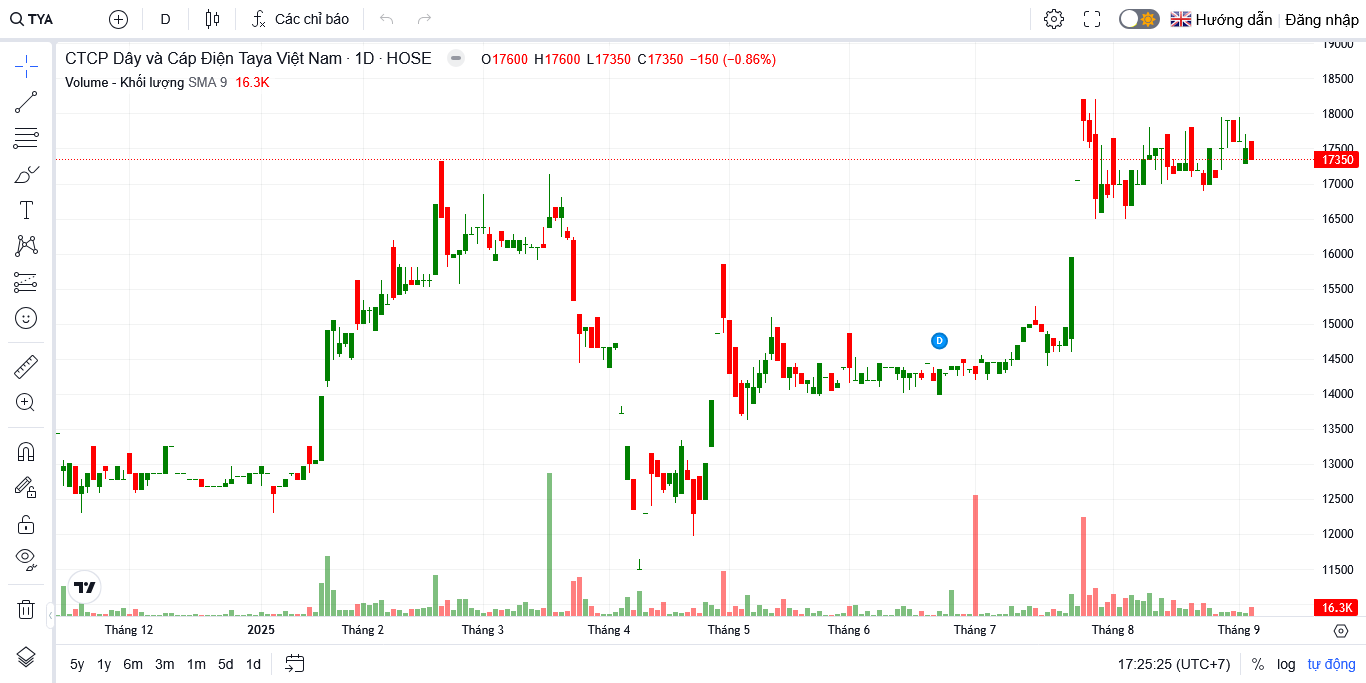 TYA D Các chỉ báo Hướng dẫn Đăng nhập
CTCP Dây và Cáp Điện Taya Việt Nam · 1D · HOSE O17600 H17600 L17350 C17350 −150 (−0.86%)
Volume - Khối lượng SMA 9 16.3K
19000
18500
18000
17500
17350
17000
16500
16000
15500
15000
14500
14000
13500
13000
12500
12000
11500
D
16.3K
Tháng 12 2025 Tháng 2 Tháng 3 Tháng 4 Tháng 5 Tháng 6 Tháng 7 Tháng 8 Tháng 9
5y 1y 6m 3m 1m 5d 1d 17:25:25 (UTC+7) % log tự động